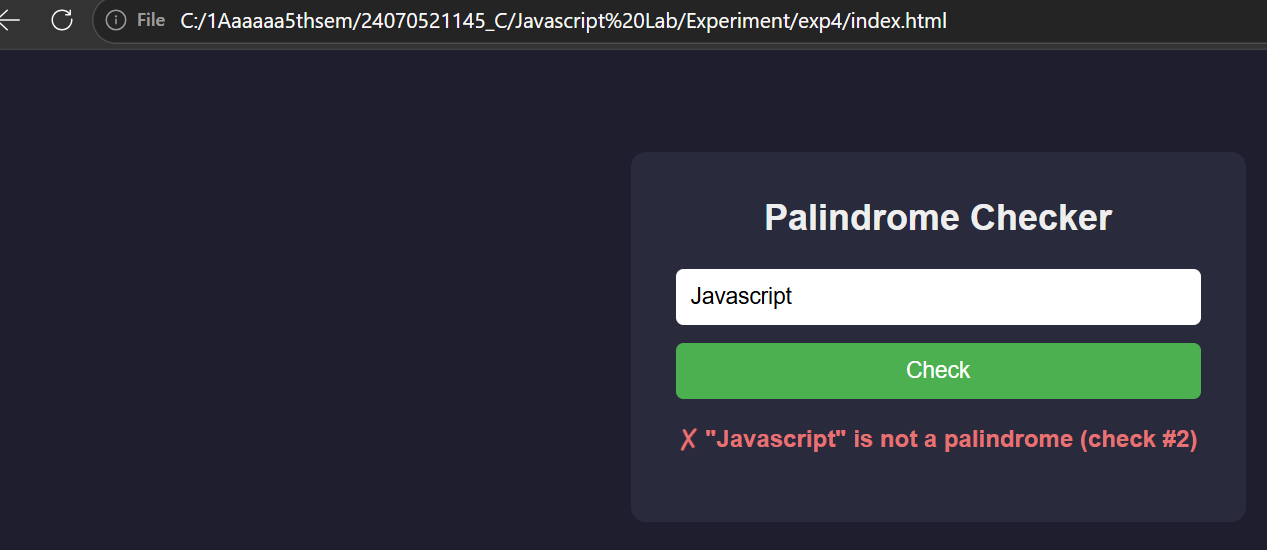 File C:/1Aaaaaa5thsem/24070521145_C/Javascript%20Lab/Experiment/exp4/index.html
Palindrome Checker
Javascript
Check
✗ "Javascript" is not a palindrome (check #2)